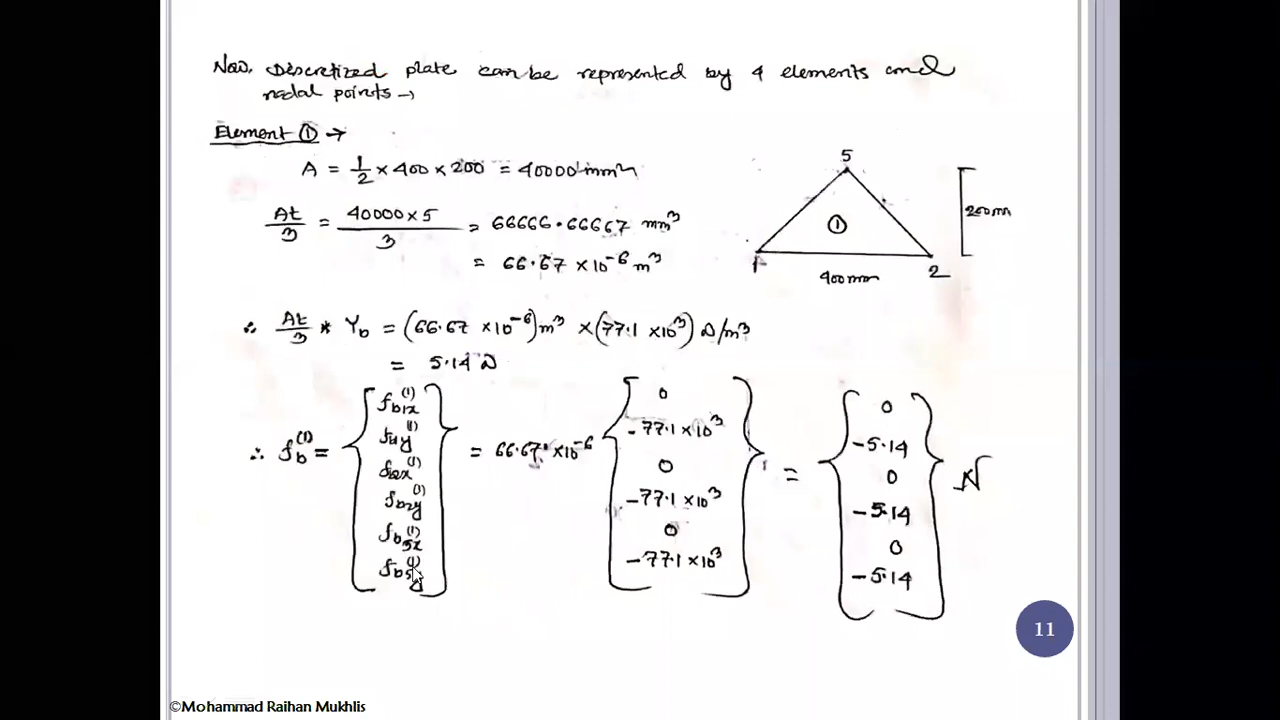 Now. Discretized plate can be represented by 4 elements and
nodal points →
Element ① →
A = 1/2 × 400 × 200 = 40000 mm²
At/3 = (40000 × 5)/3 = 66666.66667 mm³
= 66.67 × 10⁻⁶ m³
5
①
200mm
1
2
400mm
∴ At/3 * Yb = (66.67 × 10⁻⁶) m³ × (77.1 × 10³) N/m³
= 5.14 N
∴ fb⁽¹⁾ = { fb1x⁽¹⁾ fb1y⁽¹⁾ fb2x⁽¹⁾ fb2y⁽¹⁾ fb5x⁽¹⁾ fb5y⁽¹⁾ } = 66.67 × 10⁻⁶ { 0 -77.1 × 10³ 0 -77.1 × 10³ 0 -77.1 × 10³ } = { 0 -5.14 0 -5.14 0 -5.14 } N
11
©Mohammad Raihan Mukhlis